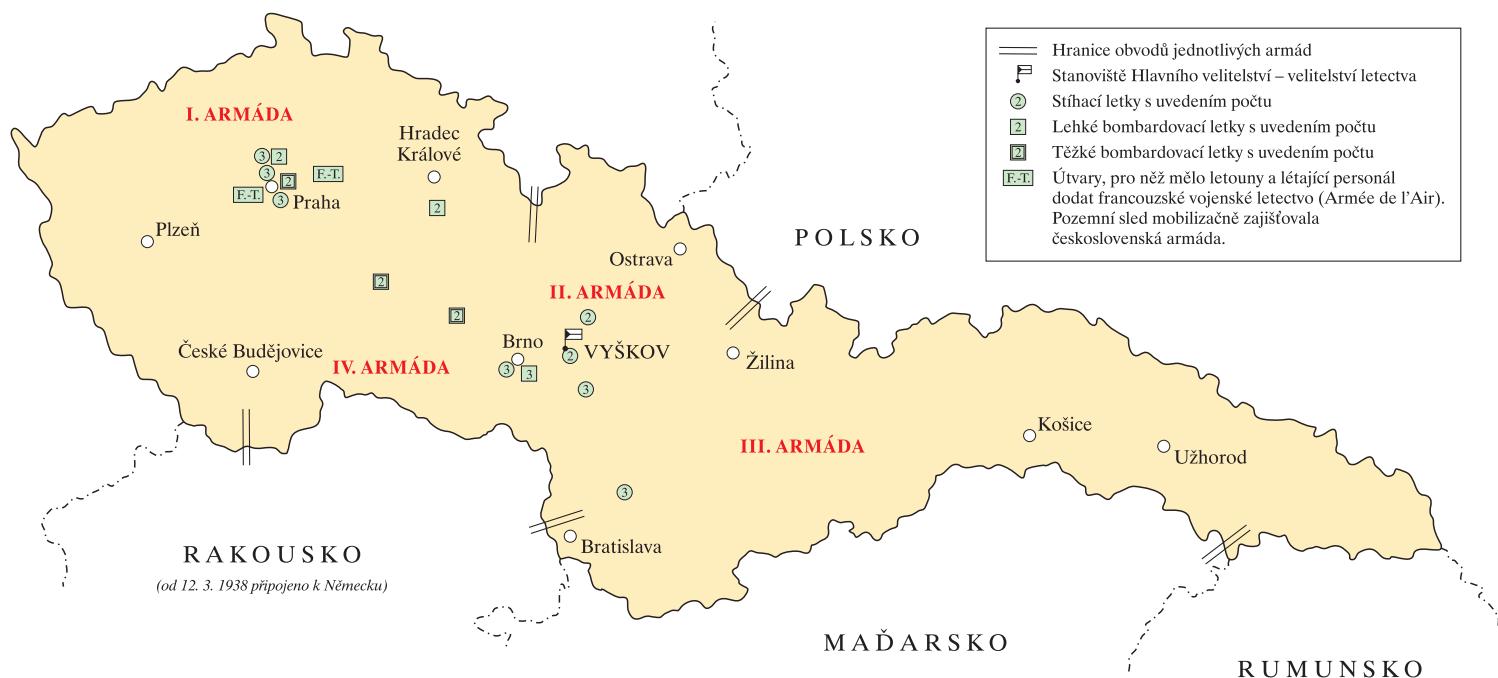 Hranice obvodů jednotlivých armád
Stanoviště Hlavního velitelství – velitelství letectva
2 Stíhací letky s uvedením počtu
2 Lehké bombardovací letky s uvedením počtu
2 Těžké bombardovací letky s uvedením počtu
F.-T. Útvary, pro něž mělo letouny a létající personál
dodat francouzské vojenské letectvo (Armée de l’Air).
Pozemní sled mobilizačně zajišťovala
československá armáda.
I. ARMÁDA
Hradec
Králové
3 2
3
2
F.-T.
F.-T.
3
Praha
2
Plzeň
POLSKO
Ostrava
2
II. ARMÁDA
2
2
Brno
2
VYŠKOV
České Budějovice
IV. ARMÁDA
3
3
3
Žilina
Košice
III. ARMÁDA
Užhorod
3
Bratislava
RAKOUSKO
(od 12. 3. 1938 připojeno k Německu)
MAĎARSKO
RUMUNSKO